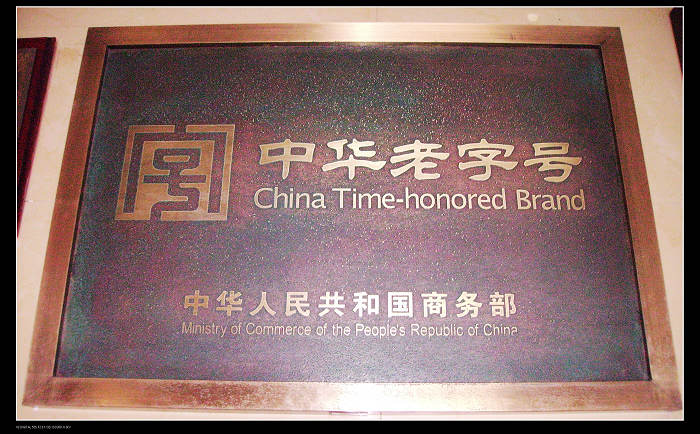 中华老字号
China Time-honored Brand
中华人民共和国商务部
Ministry of Commerce of the People's Republic of China